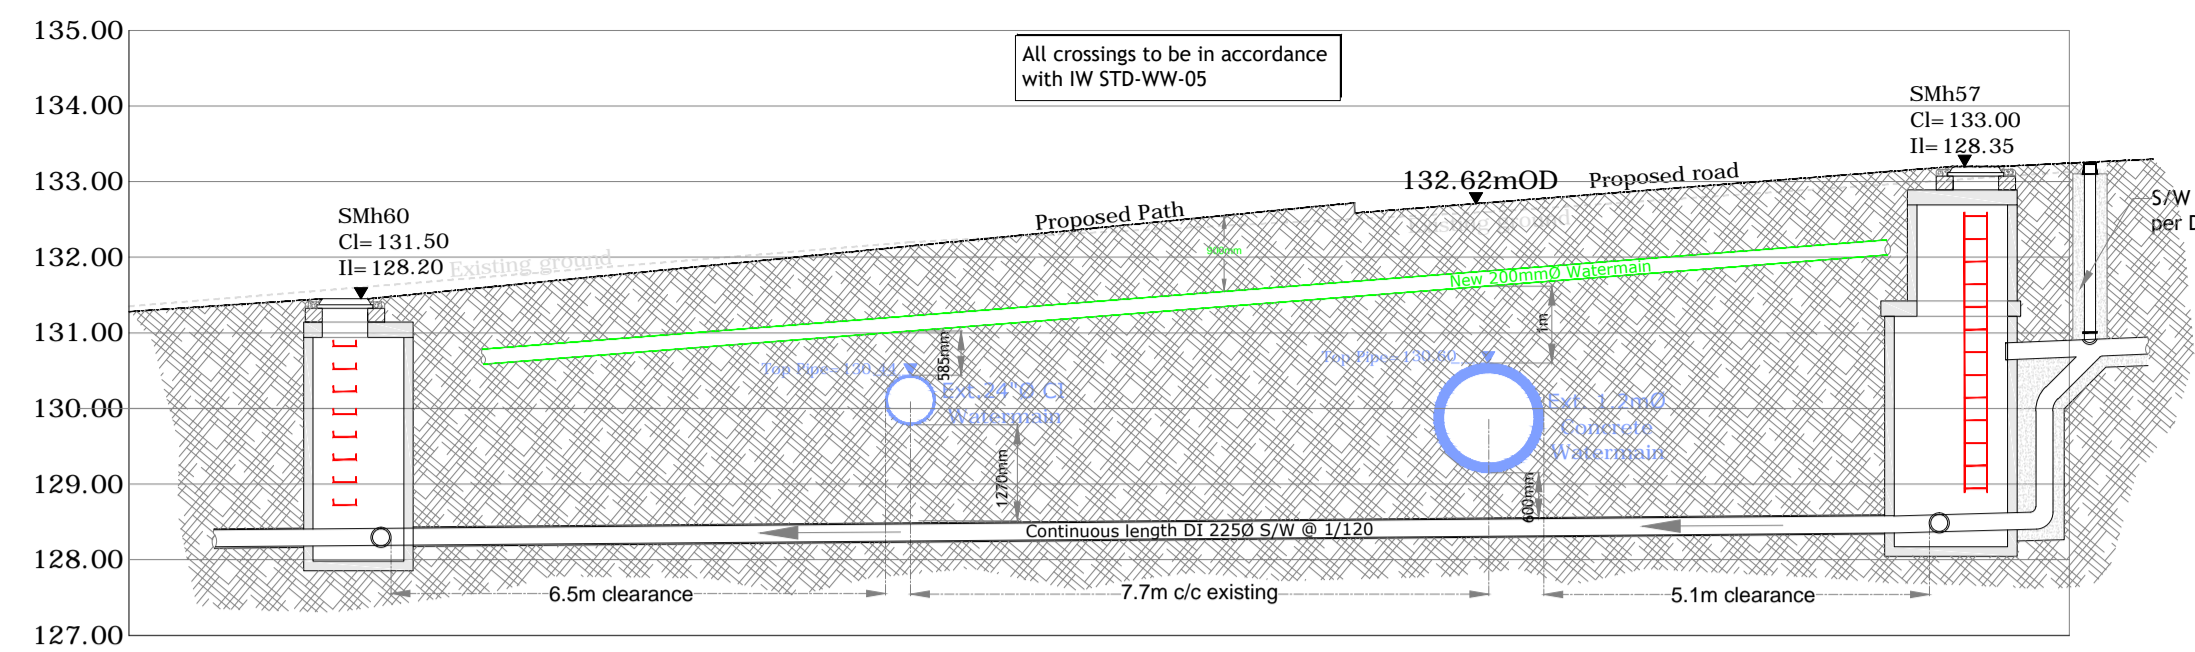 135.00
134.00
133.00
132.00
131.00
130.00
129.00
128.00
127.00
All crossings to be in accordance
with IW STD-WW-05
SMh57
Cl=133.00
Il=128.35
132.62mOD
Proposed road
Proposed Path
SMh60
Cl=131.50
Il=128.20
Existing ground
Existing ground
S/W
per D
900mm
New 200mmØ Watermain
1m
585mm
Top Pipe=130.44
Top Pipe=130.60
Ext.24"Ø CI
Watermain
Ext. 1.2mØ
Concrete
Watermain
1270mm
600mm
Continuous length DI 225Ø S/W @ 1/120
6.5m clearance
7.7m c/c existing
5.1m clearance